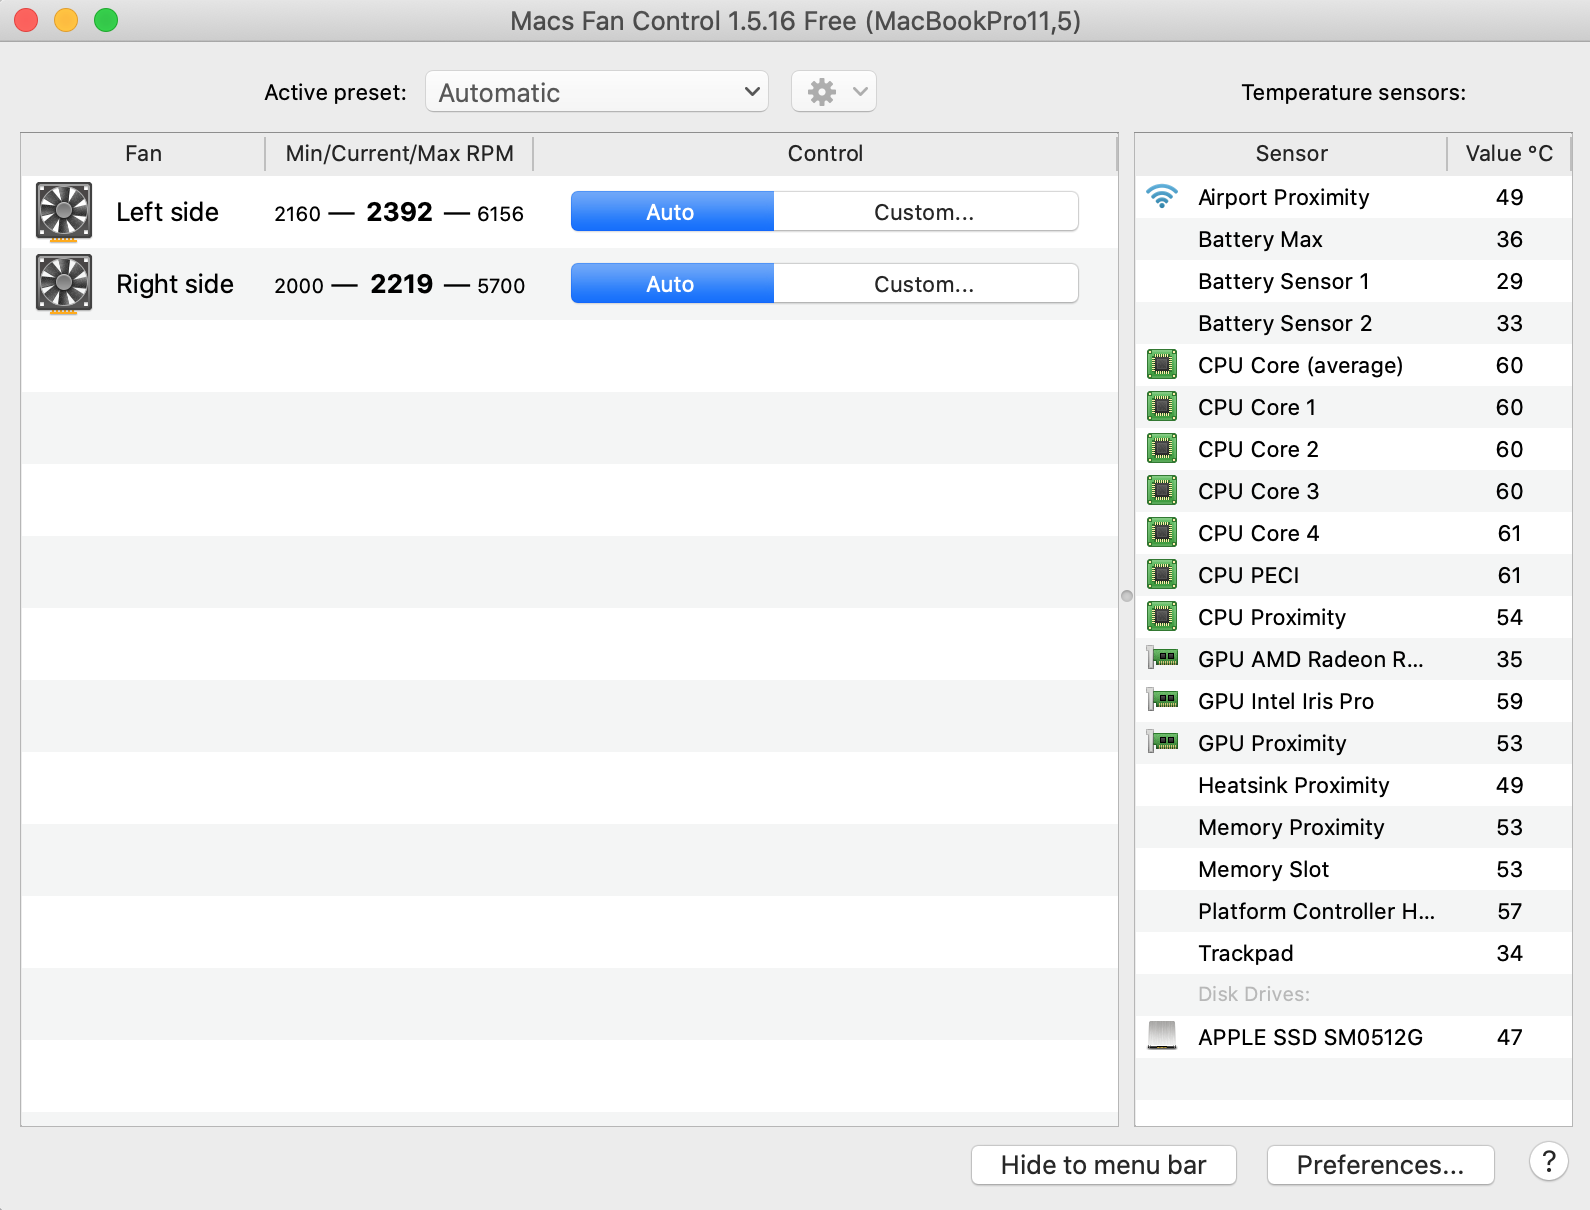 Macs Fan Control 1.5.16 Free (MacBookPro11,5)
Active preset: Automatic
Temperature sensors:
Fan Min/Current/Max RPM Control
Left side 2160 — 2392 — 6156 Auto Custom...
Right side 2000 — 2219 — 5700 Auto Custom...
Sensor Value °C
Airport Proximity 49
Battery Max 36
Battery Sensor 1 29
Battery Sensor 2 33
CPU Core (average) 60
CPU Core 1 60
CPU Core 2 60
CPU Core 3 60
CPU Core 4 61
CPU PECI 61
CPU Proximity 54
GPU AMD Radeon R... 35
GPU Intel Iris Pro 59
GPU Proximity 53
Heatsink Proximity 49
Memory Proximity 53
Memory Slot 53
Platform Controller H... 57
Trackpad 34
Disk Drives:
APPLE SSD SM0512G 47
Hide to menu bar Preferences... ?